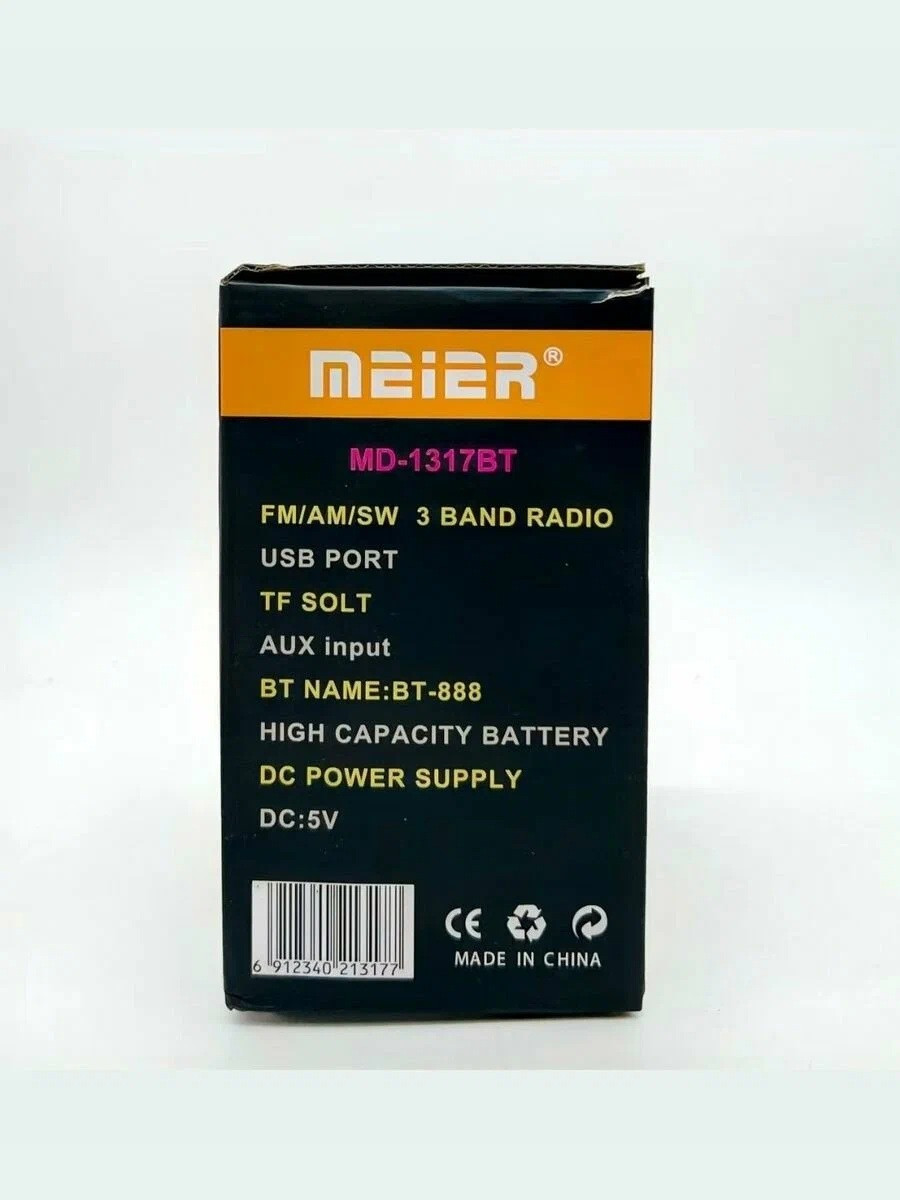 MEIER®
MD-1317BT
FM/AM/SW 3 BAND RADIO
USB PORT
TF SOLT
AUX input
BT NAME:BT-888
HIGH CAPACITY BATTERY
DC POWER SUPPLY
DC:5V
CE
6 912340 213177
MADE IN CHINA